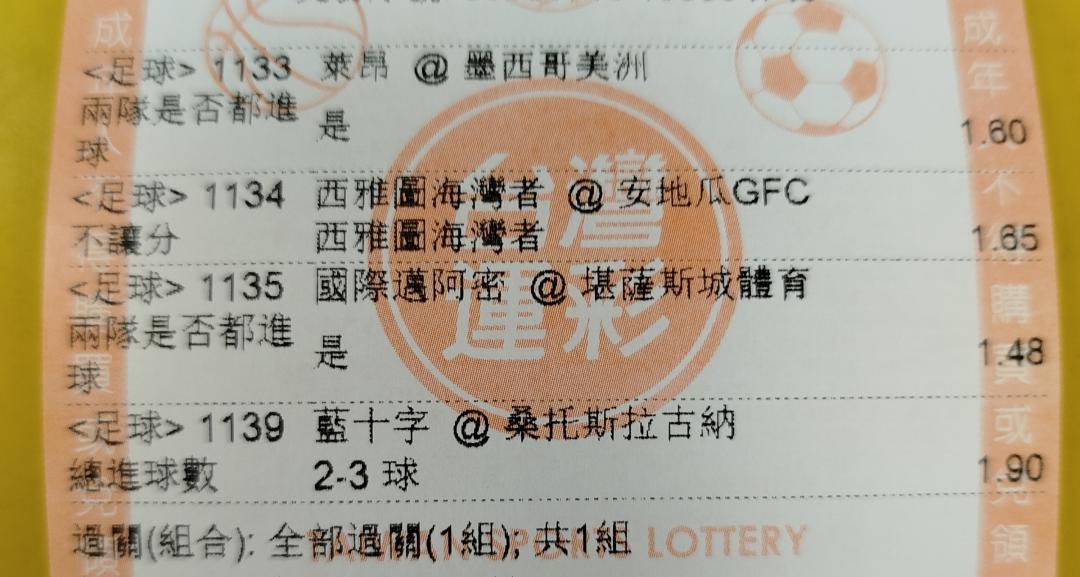 <足球> 1133 萊昂 @ 墨西哥美洲
兩隊是否都進 是 1.60
球
<足球> 1134 西雅圖海灣者 @ 安地瓜GFC
不讓分 西雅圖海灣者 1.65
<足球> 1135 國際邁阿密 @ 堪薩斯城體育
兩隊是否都進 是 1.48
球
<足球> 1139 藍十字 @ 桑托斯拉古納
總進球數 2-3 球 1.90
過關(組合): 全部過關(1組); 共1組
台灣
運彩
LOTTERY